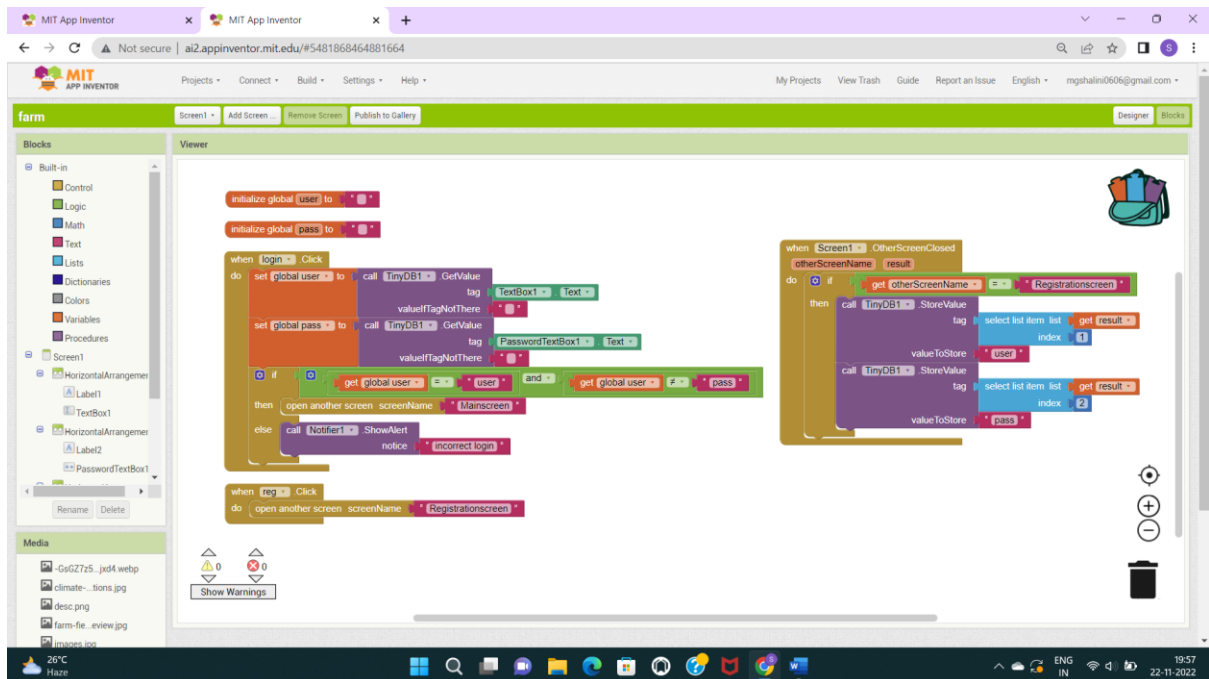 MIT App Inventor
MIT App Inventor
Not secure | ai2.appinventor.mit.edu/#5481868464881664
S
MIT
APP INVENTOR
Projects Connect Build Settings Help
My Projects View Trash Guide Report an Issue English mgshalini0606@gmail.com
farm
Screen1 Add Screen ... Remove Screen Publish to Gallery
Designer Blocks
Blocks
Viewer
Built-in
Control
Logic
Math
Text
Lists
Dictionaries
Colors
Variables
Procedures
Screen1
HorizontalArrangemer
Label1
TextBox1
HorizontalArrangemer
Label2
PasswordTextBox1
Rename Delete
Media
-GsGZ7z5...jxd4.webp
climate-...tions.jpg
desc.png
farm-fie...eview.jpg
images.jpg
initialize global user to " "
initialize global pass to " "
when login .Click
do set global user to call TinyDB1 .GetValue
tag TextBox1 . Text
valueIfTagNotThere " "
set global pass to call TinyDB1 .GetValue
tag PasswordTextBox1 . Text
valueIfTagNotThere " "
if get global user = " user " and get global user ≠ " pass "
then open another screen screenName " Mainscreen "
else call Notifier1 .ShowAlert
notice " incorrect login "
when reg .Click
do open another screen screenName " Registrationscreen "
when Screen1 .OtherScreenClosed
otherScreenName result
do if get otherScreenName = " Registrationscreen "
then call TinyDB1 .StoreValue
tag select list item list get result
index 1
valueToStore " user "
call TinyDB1 .StoreValue
tag select list item list get result
index 2
valueToStore " pass "
0 0
Show Warnings
26°C
Haze
ENG
IN
19:57
22-11-2022